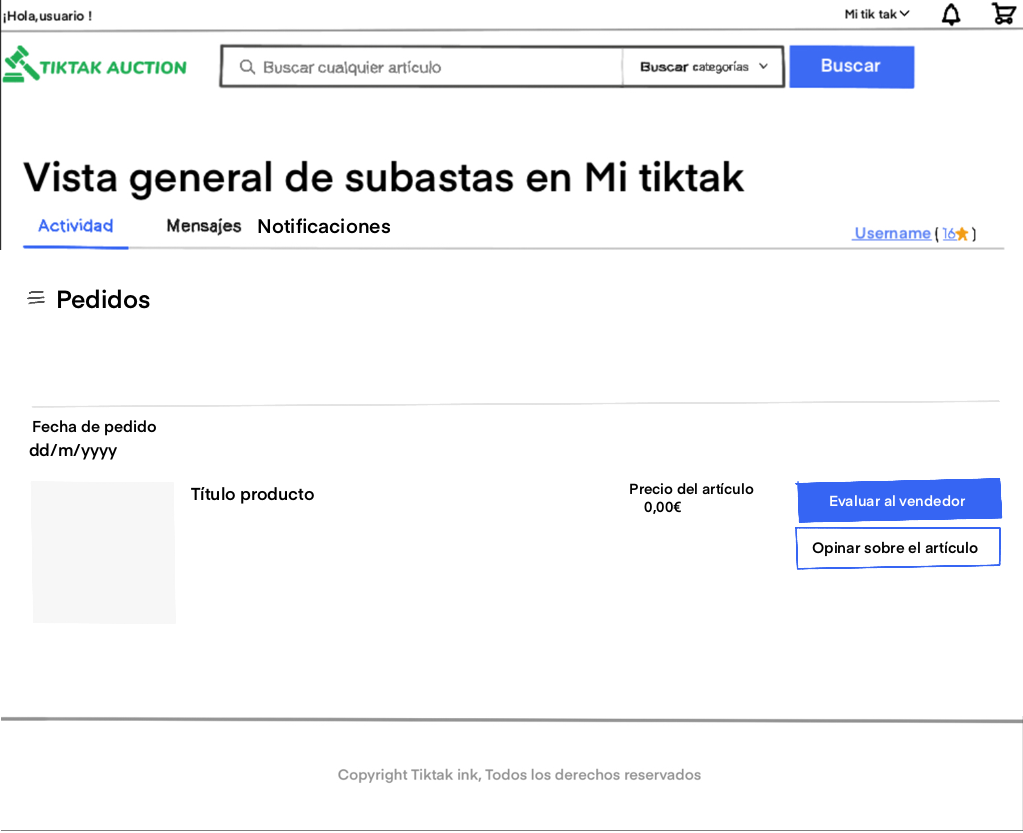 ¡Hola,usuario !
Mi tik tak
TIKTAK AUCTION
Buscar cualquier artículo
Buscar categorías
Buscar
Vista general de subastas en Mi tiktak
Actividad
Mensajes
Notificaciones
Username ( 16 )
Pedidos
Fecha de pedido
dd/m/yyyy
Título producto
Precio del artículo
0,00€
Evaluar al vendedor
Opinar sobre el artículo
Copyright Tiktak ink, Todos los derechos reservados